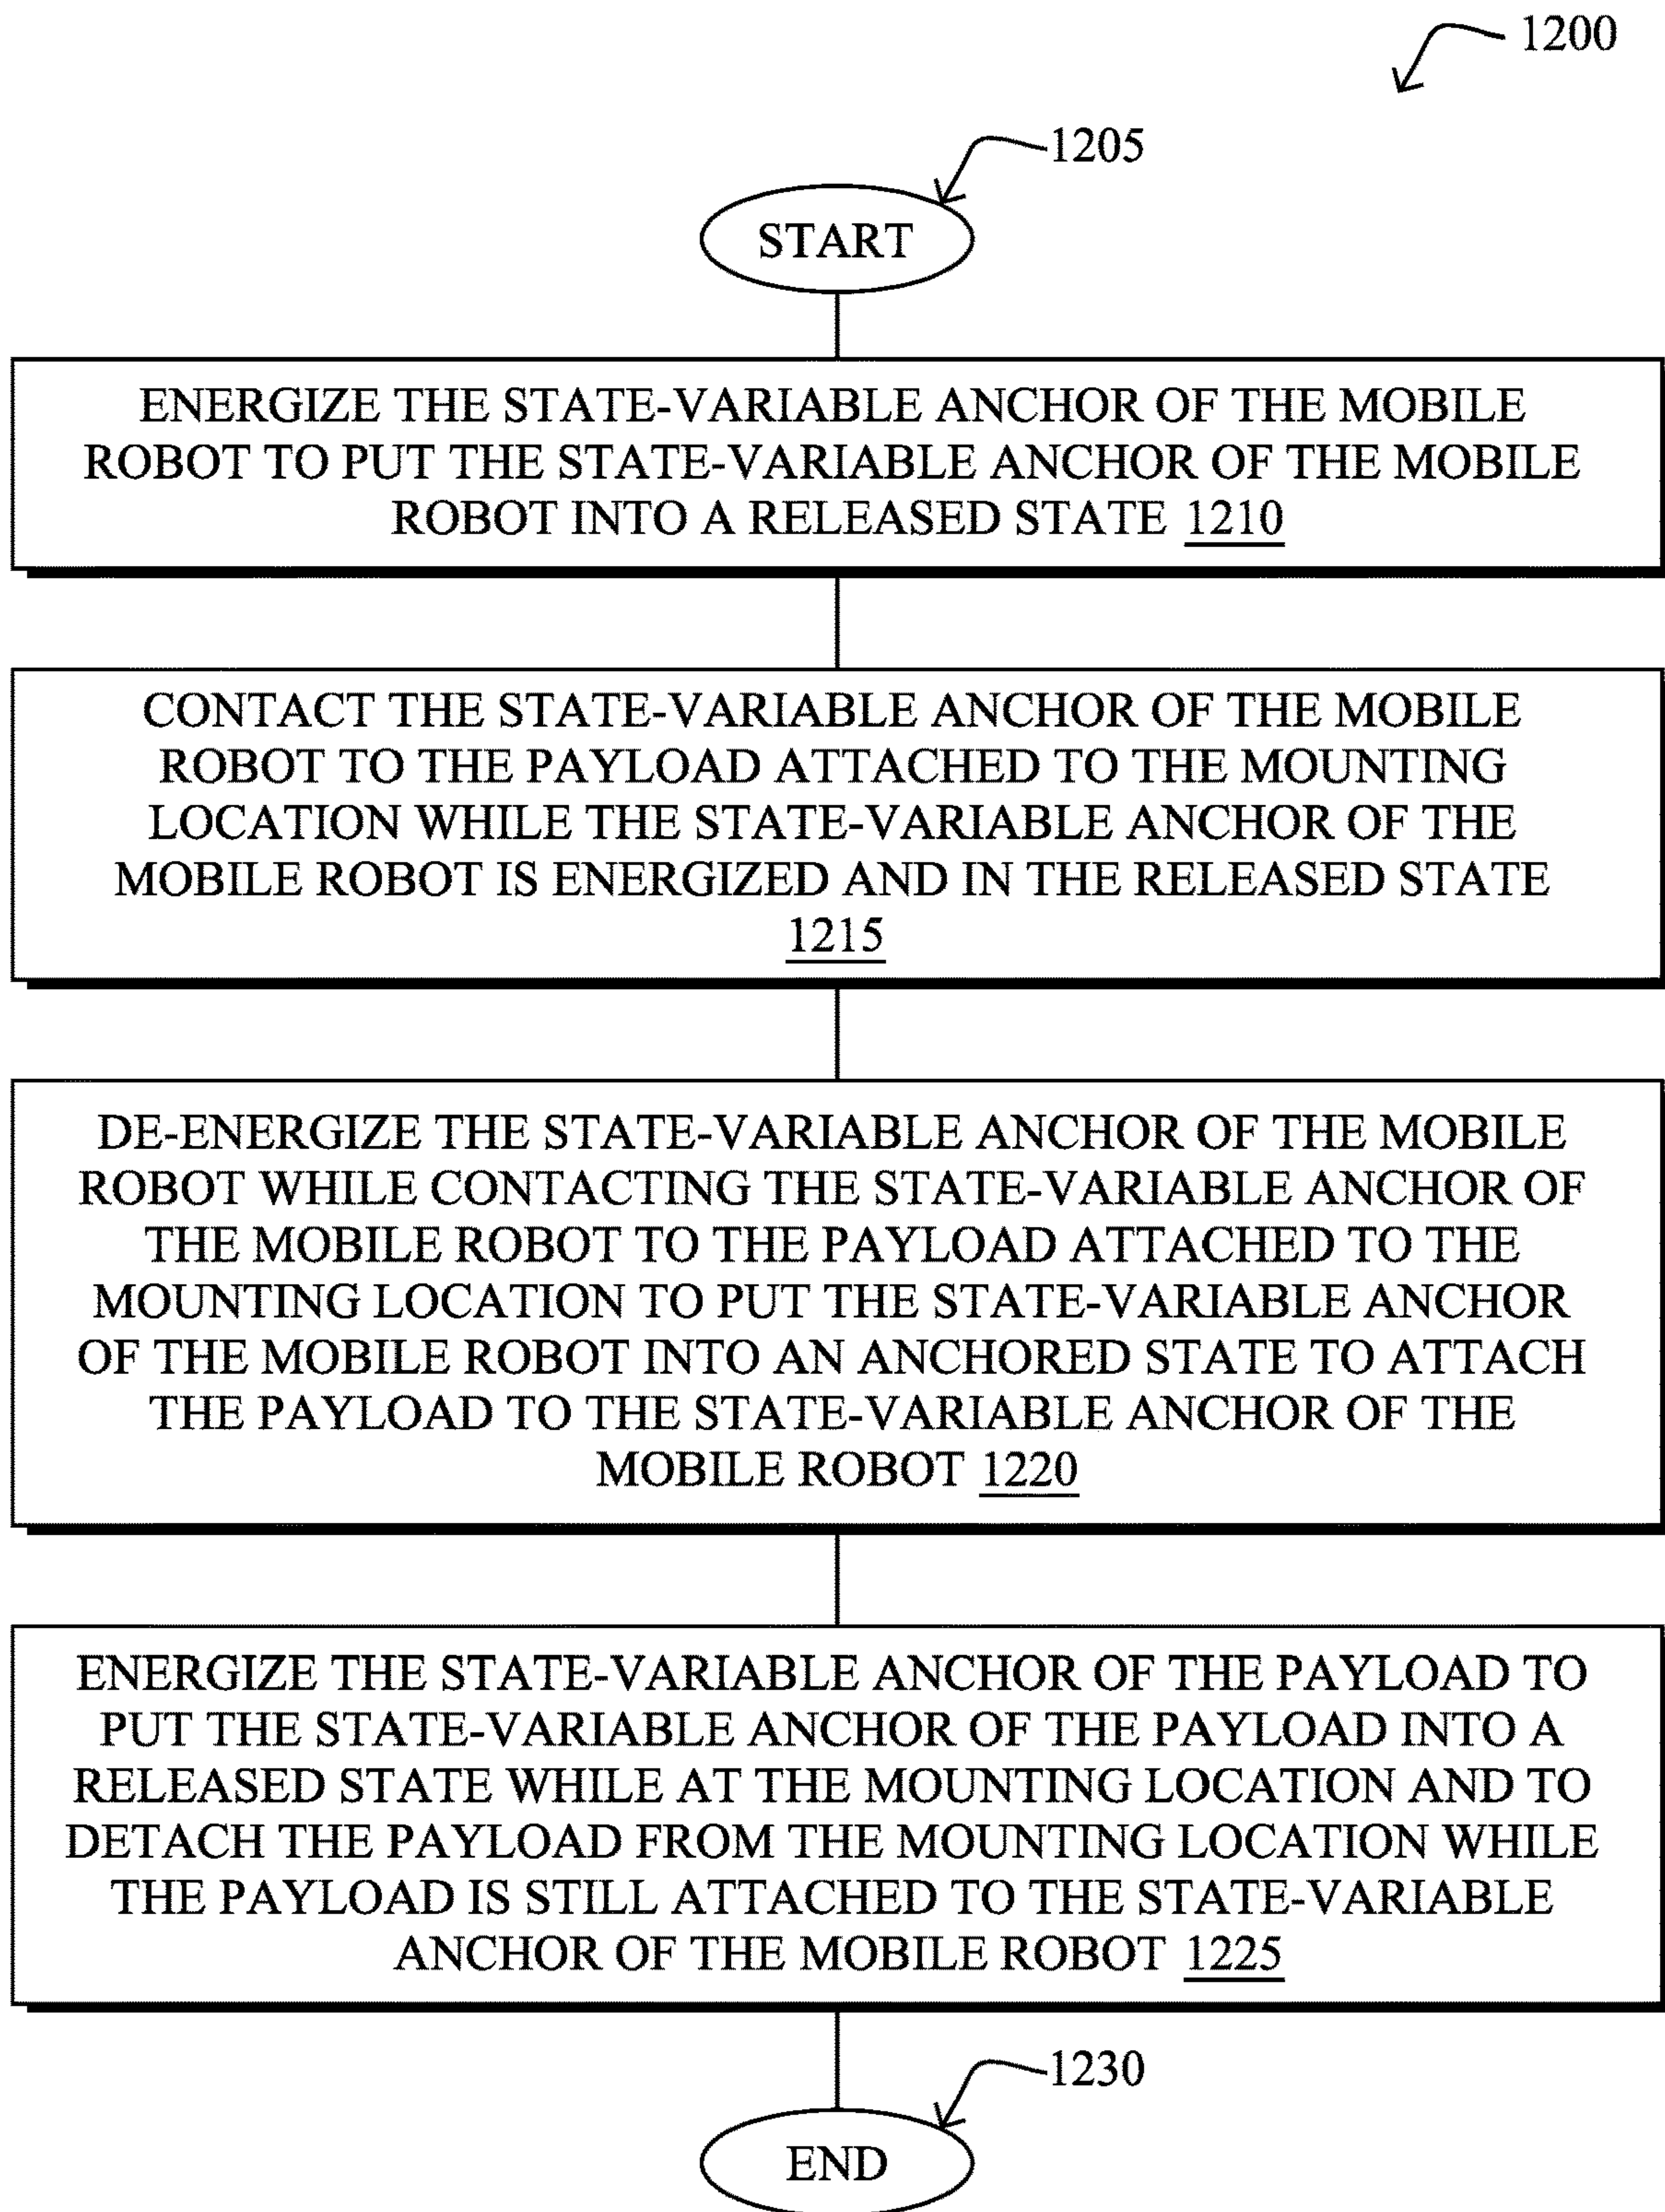 1200
1205
START
ENERGIZE THE STATE-VARIABLE ANCHOR OF THE MOBILE
ROBOT TO PUT THE STATE-VARIABLE ANCHOR OF THE MOBILE
ROBOT INTO A RELEASED STATE 1210
CONTACT THE STATE-VARIABLE ANCHOR OF THE MOBILE
ROBOT TO THE PAYLOAD ATTACHED TO THE MOUNTING
LOCATION WHILE THE STATE-VARIABLE ANCHOR OF THE
MOBILE ROBOT IS ENERGIZED AND IN THE RELEASED STATE
1215
DE-ENERGIZE THE STATE-VARIABLE ANCHOR OF THE MOBILE
ROBOT WHILE CONTACTING THE STATE-VARIABLE ANCHOR OF
THE MOBILE ROBOT TO THE PAYLOAD ATTACHED TO THE
MOUNTING LOCATION TO PUT THE STATE-VARIABLE ANCHOR
OF THE MOBILE ROBOT INTO AN ANCHORED STATE TO ATTACH
THE PAYLOAD TO THE STATE-VARIABLE ANCHOR OF THE
MOBILE ROBOT 1220
ENERGIZE THE STATE-VARIABLE ANCHOR OF THE PAYLOAD TO
PUT THE STATE-VARIABLE ANCHOR OF THE PAYLOAD INTO A
RELEASED STATE WHILE AT THE MOUNTING LOCATION AND TO
DETACH THE PAYLOAD FROM THE MOUNTING LOCATION WHILE
THE PAYLOAD IS STILL ATTACHED TO THE STATE-VARIABLE
ANCHOR OF THE MOBILE ROBOT 1225
1230
END